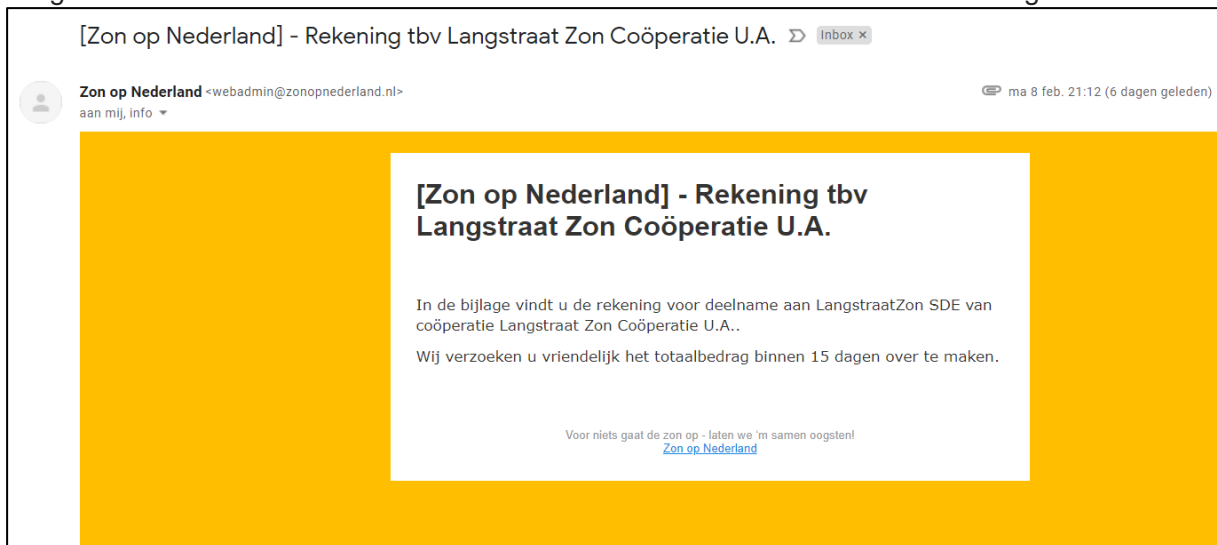 [Zon op Nederland] - Rekening tbv Langstraat Zon Coöperatie U.A. Inbox ×
Zon op Nederland <webadmin@zonopnederland.nl> ma 8 feb. 21:12 (6 dagen geleden)
aan mij, info
[Zon op Nederland] - Rekening tbv
Langstraat Zon Coöperatie U.A.
In de bijlage vindt u de rekening voor deelname aan LangstraatZon SDE van
coöperatie Langstraat Zon Coöperatie U.A..
Wij verzoeken u vriendelijk het totaalbedrag binnen 15 dagen over te maken.
Voor niets gaat de zon op - laten we 'm samen oogsten!
Zon op Nederland